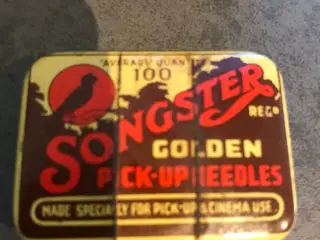 AVERAGE QUANTITY
100
SONGSTER
REGD
GOLDEN
PICK-UP NEEDLES
MADE SPECIALLY FOR PICK-UP & CINEMA USE